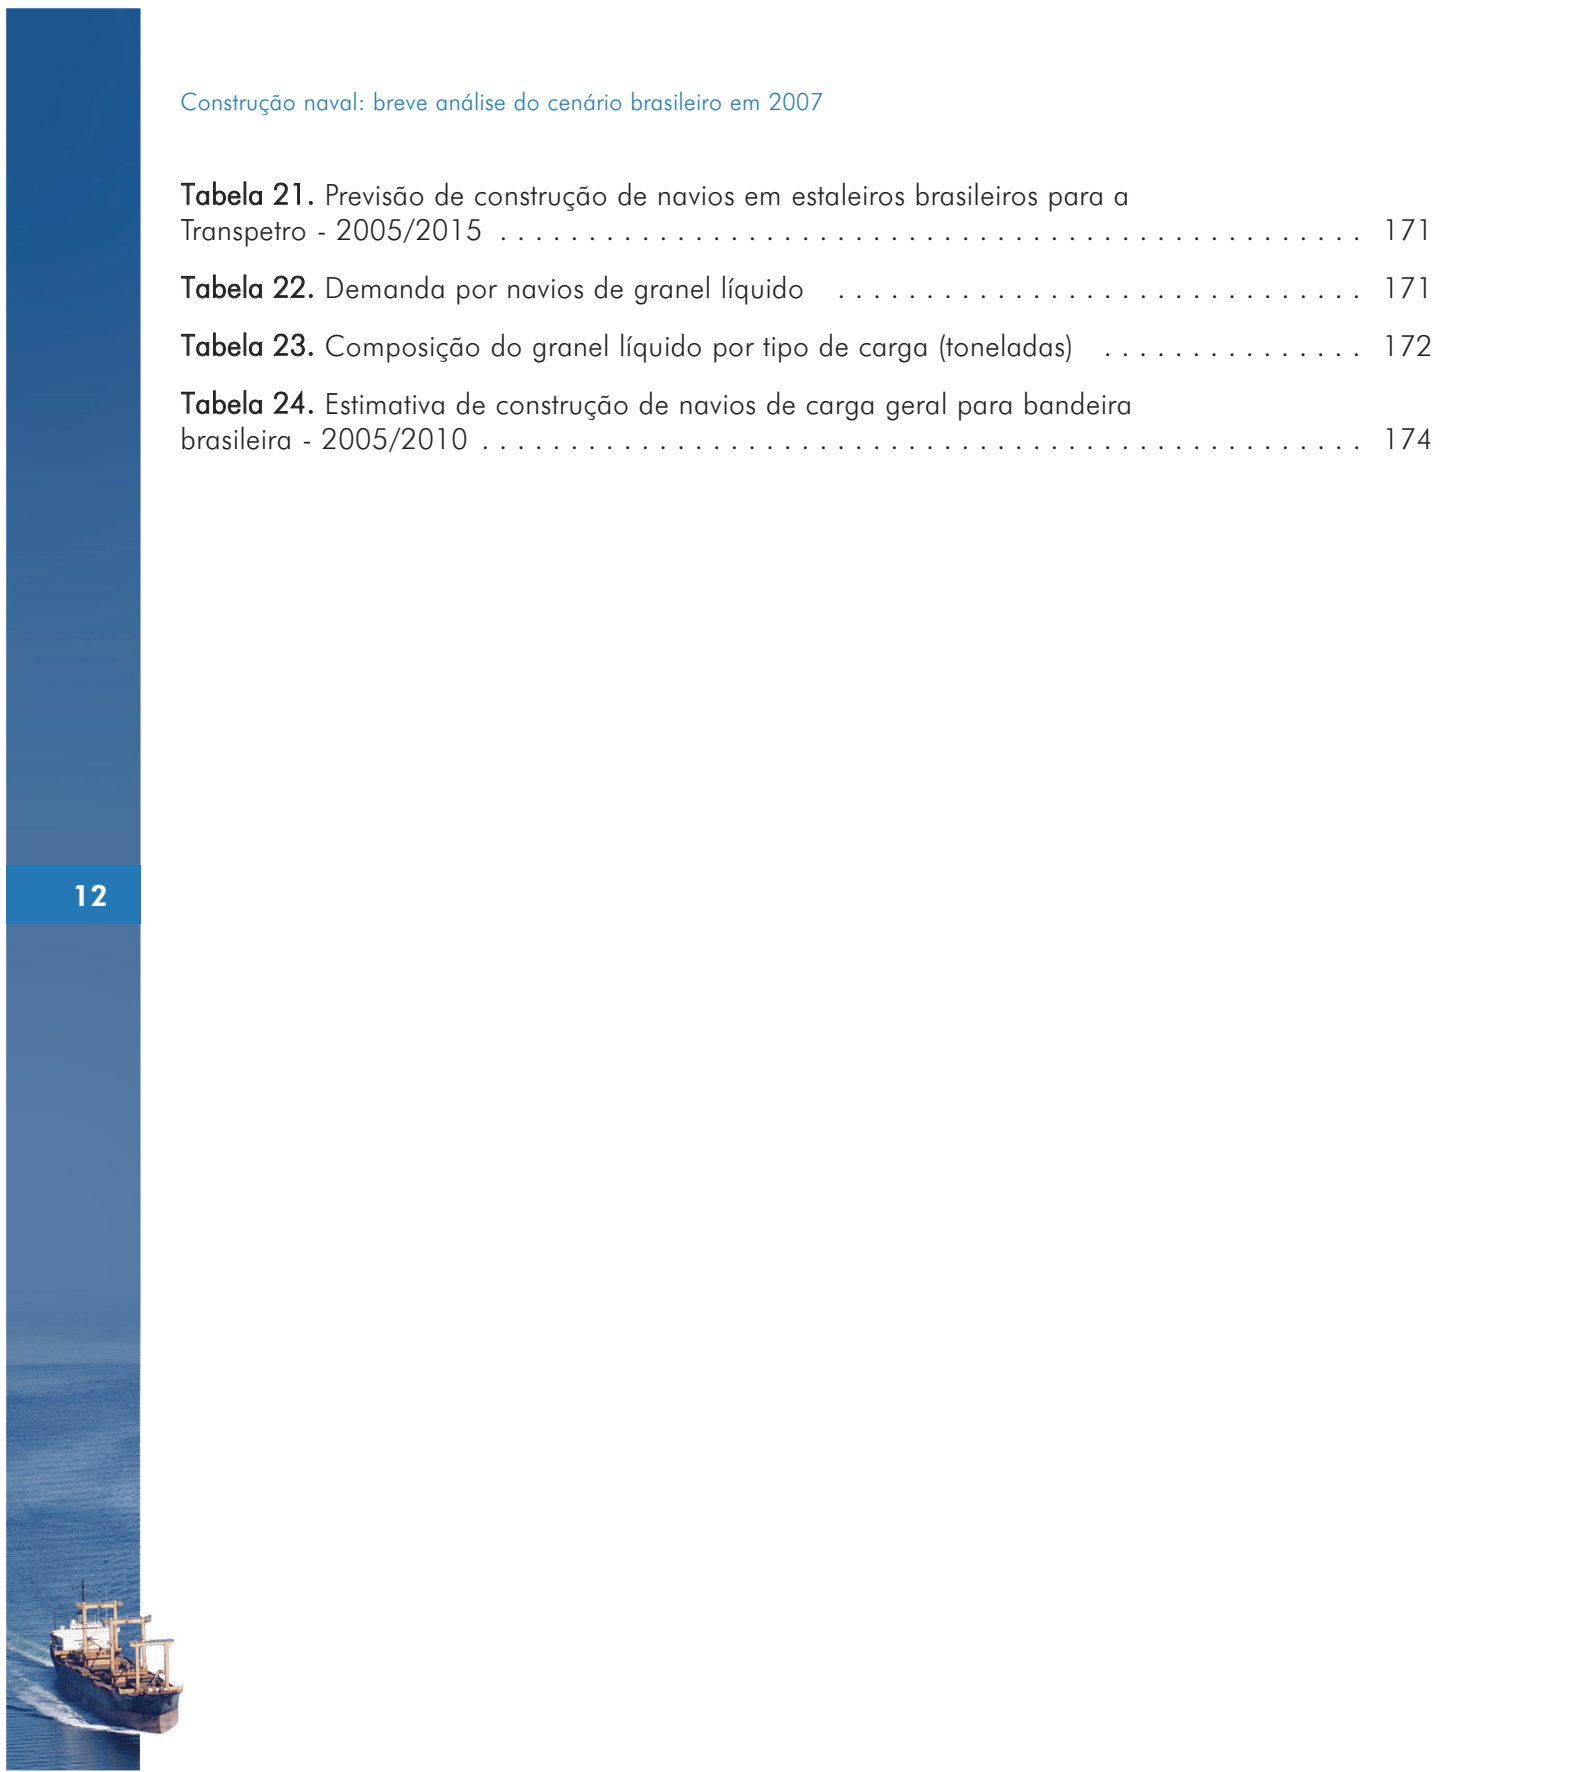 Construção naval: breve análise do cenário brasileiro em 2007
Tabela 21. Previsão de construção de navios em estaleiros brasileiros para a
Transpetro - 2005/2015 . . . . . . . . . . . . . . . . . . . . . . . . . . . . . . . . . . . . . . . . . . . . . . . . . 171
Tabela 22. Demanda por navios de granel líquido . . . . . . . . . . . . . . . . . . . . . . . . . . . . . . 171
Tabela 23. Composição do granel líquido por tipo de carga (toneladas) . . . . . . . . . . . . . . . 172
Tabela 24. Estimativa de construção de navios de carga geral para bandeira
brasileira - 2005/2010 . . . . . . . . . . . . . . . . . . . . . . . . . . . . . . . . . . . . . . . . . . . . . . . . . . 174
12